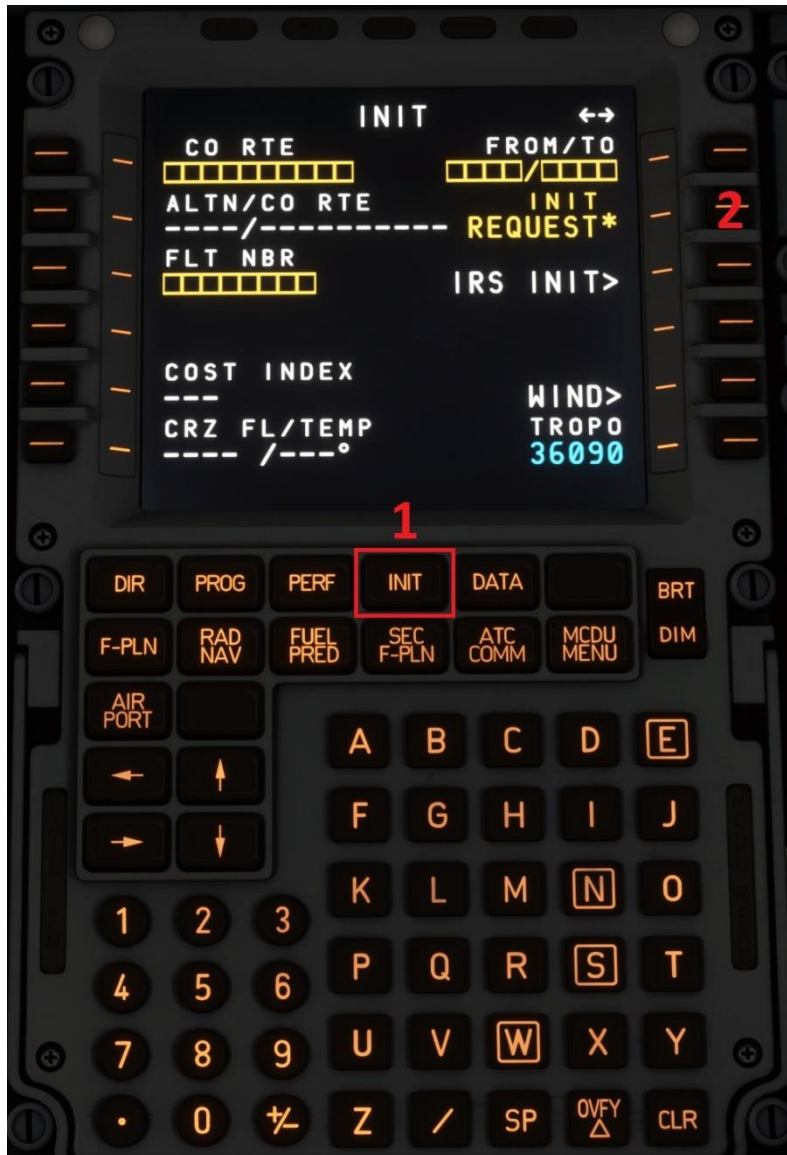 INIT ←→
CO RTE FROM/TO
□□□□□□□□□□ □□□□/□□□□
ALTN/CO RTE INIT
----/---------- REQUEST*
FLT NBR
□□□□□□□□ IRS INIT>
COST INDEX
--- WIND>
CRZ FL/TEMP TROPO
---- /---° 36090
1
2
DIR PROG PERF INIT DATA
BRT
F-PLN RAD NAV FUEL PRED SEC F-PLN ATC COMM MCDU MENU DIM
AIR PORT
A B C D E
← ↑
F G H I J
→ ↓
K L M N O
1 2 3
P Q R S T
4 5 6
U V W X Y
7 8 9
Z / SP OVFY △ CLR
. 0 +/-